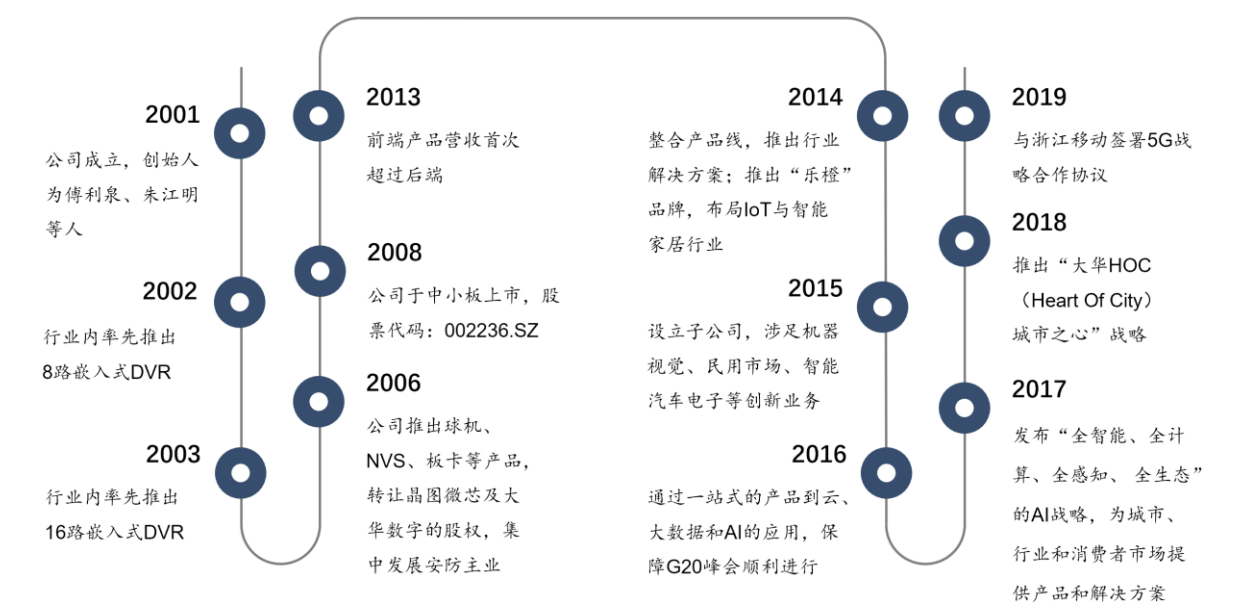 2001
公司成立，创始人
为傅利泉、朱江明
等人
2002
行业内率先推出
8路嵌入式DVR
2003
行业内率先推出
16路嵌入式DVR
2006
公司推出球机、
NVS、板卡等产品，
转让晶图微芯及大
华数字的股权，集
中发展安防主业
2008
公司于中小板上市，股
票代码：002236.SZ
2013
前端产品营收首次
超过后端
2014
整合产品线，推出行业
解决方案；推出“乐橙”
品牌，布局IoT与智能
家居行业
2015
设立子公司，涉足机器
视觉、民用市场、智能
汽车电子等创新业务
2016
通过一站式的产品到云、
大数据和AI的应用，保
障G20峰会顺利进行
2017
发布“全智能、全计
算、全感知、 全生态”
的AI战略，为城市、
行业和消费者市场提
供产品和解决方案
2018
推出“大华HOC
（Heart Of City）
城市之心”战略
2019
与浙江移动签署5G战
略合作协议